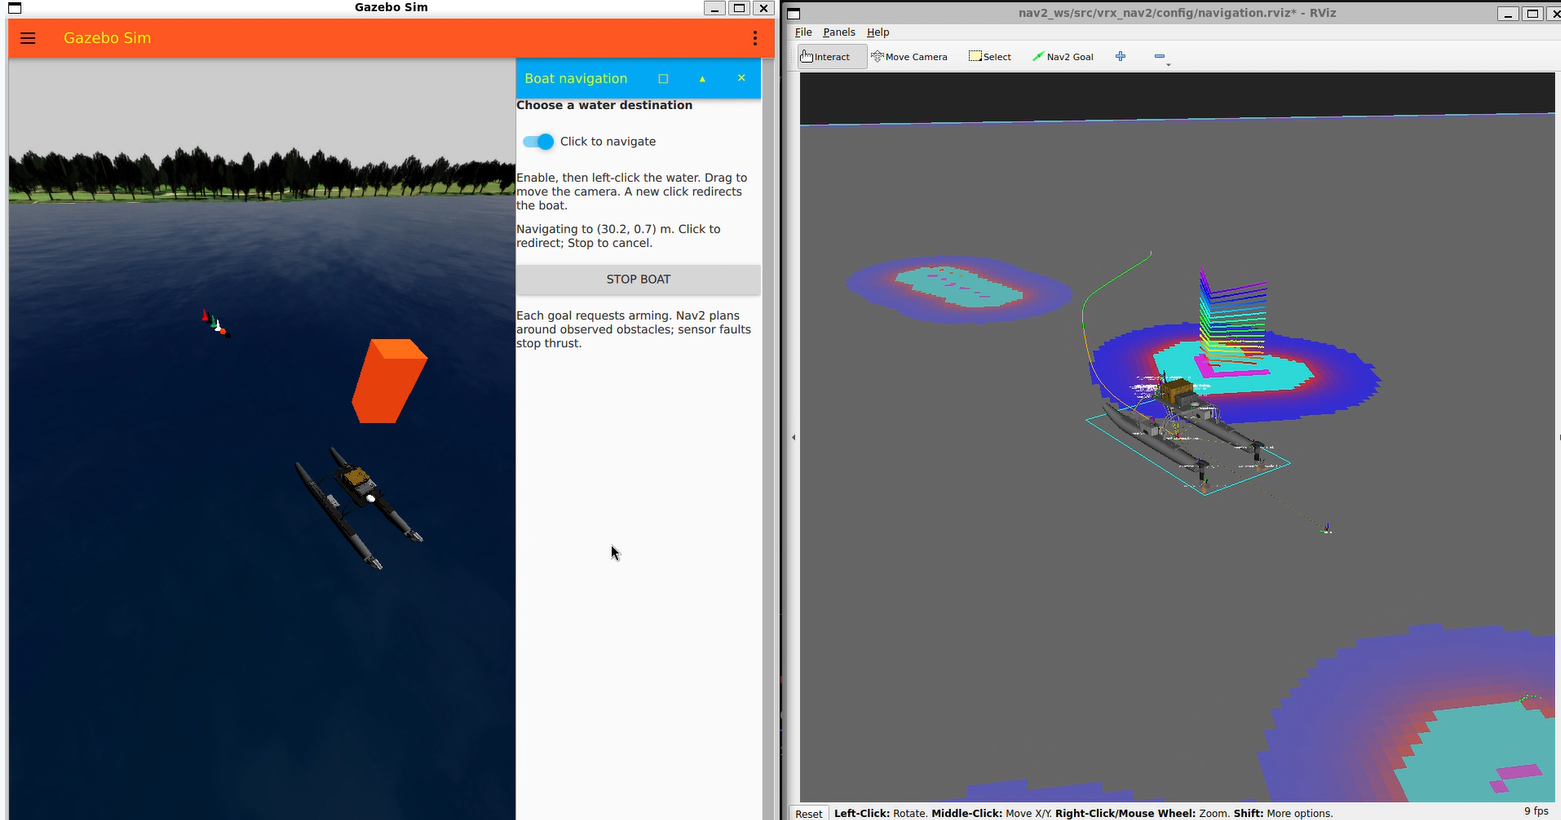 Gazebo Sim
Gazebo Sim
Boat navigation
Choose a water destination
Click to navigate
Enable, then left-click the water. Drag to
move the camera. A new click redirects
the boat.
Navigating to (30.2, 0.7) m. Click to
redirect; Stop to cancel.
STOP BOAT
Each goal requests arming. Nav2 plans
around observed obstacles; sensor faults
stop thrust.
nav2_ws/src/vrx_nav2/config/navigation.rviz* - RViz
File Panels Help
Interact Move Camera Select Nav2 Goal
Reset Left-Click: Rotate. Middle-Click: Move X/Y. Right-Click/Mouse Wheel: Zoom. Shift: More options. 9 fps